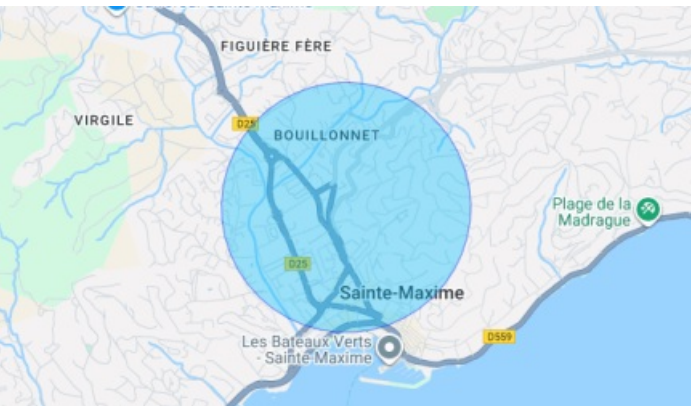 FIGUIÈRE FÈRE
VIRGILE
D25
BOUILLONNET
Plage de la
Madrague
D25
Sainte-Maxime
Les Bateaux Verts
- Sainte Maxime
D559